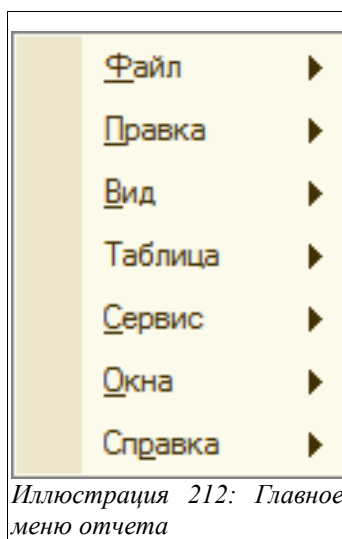 Файл
Правка
Вид
Таблица
Сервис
Окна
Справка
Иллюстрация 212: Главное
меню отчета